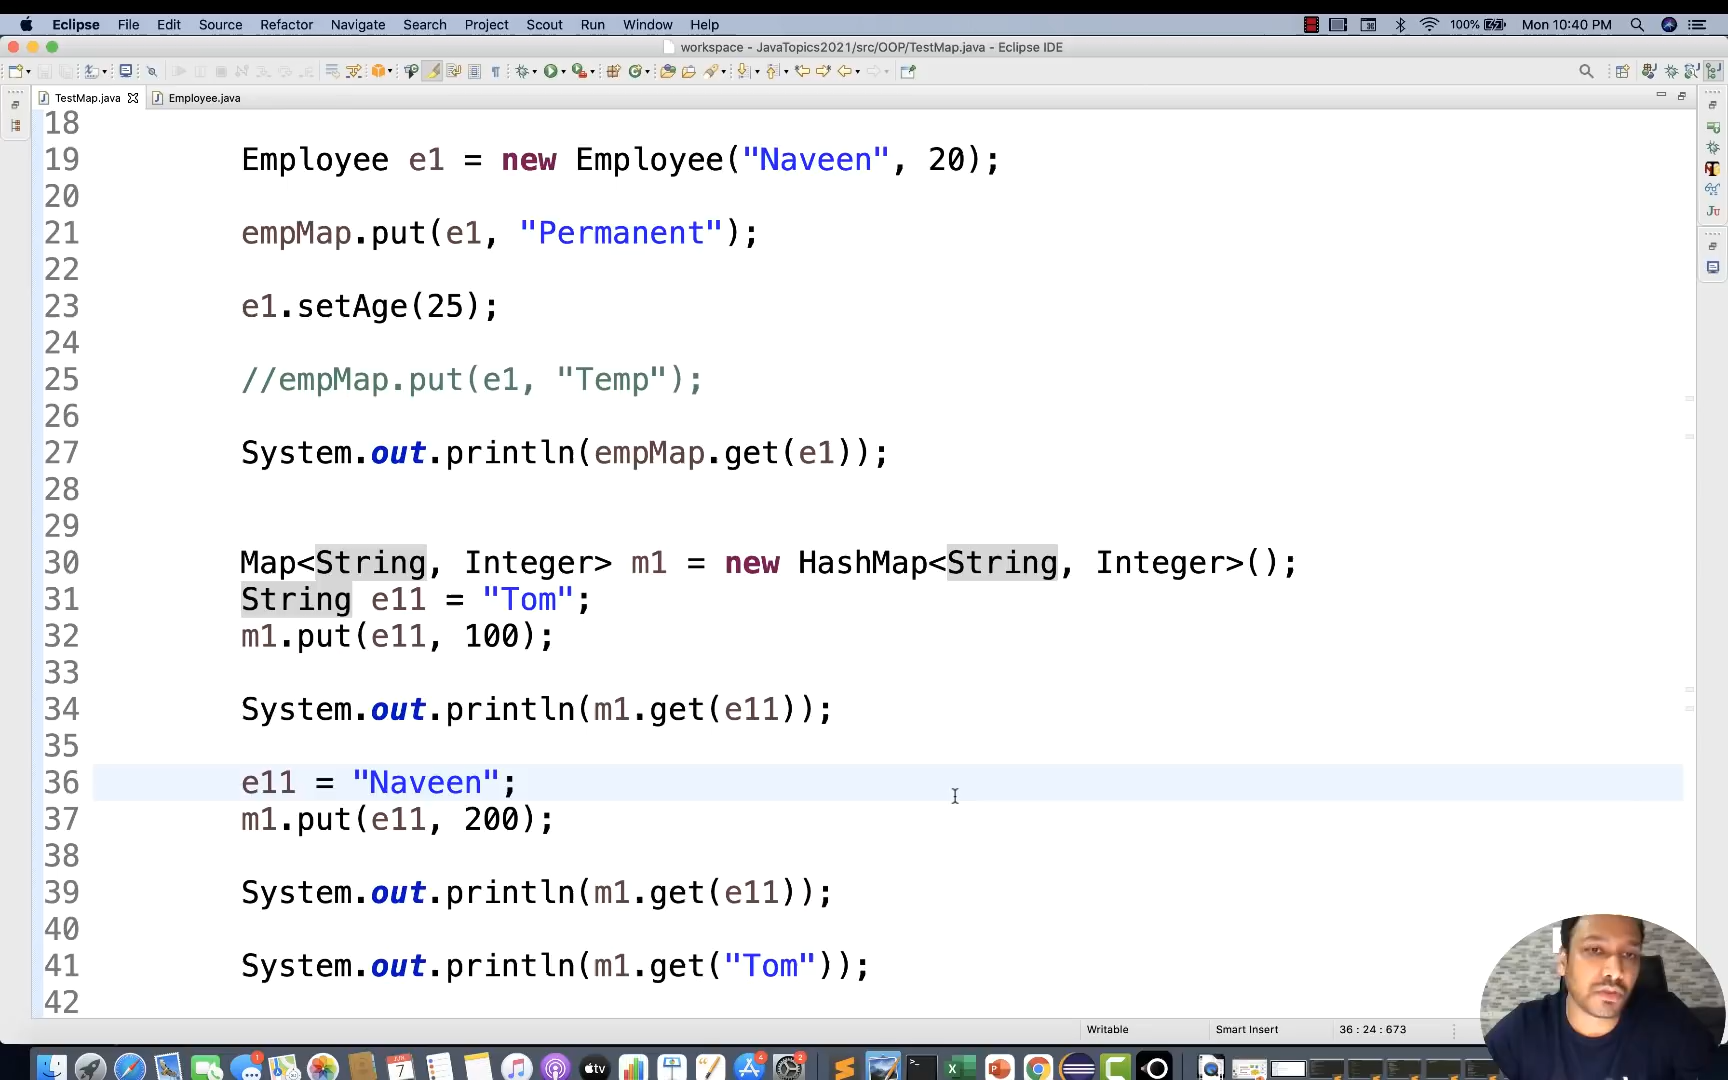 Eclipse File Edit Source Refactor Navigate Search Project Scout Run Window Help 100% Mon 10:40 PM
workspace - JavaTopics2021/src/OOP/TestMap.java - Eclipse IDE
TestMap.java Employee.java
18
19 Employee e1 = new Employee("Naveen", 20);
20
21 empMap.put(e1, "Permanent");
22
23 e1.setAge(25);
24
25 //empMap.put(e1, "Temp");
26
27 System.out.println(empMap.get(e1));
28
29
30 Map<String, Integer> m1 = new HashMap<String, Integer>();
31 String e11 = "Tom";
32 m1.put(e11, 100);
33
34 System.out.println(m1.get(e11));
35
36 e11 = "Naveen";
37 m1.put(e11, 200);
38
39 System.out.println(m1.get(e11));
40
41 System.out.println(m1.get("Tom"));
42
Writable Smart Insert 36 : 24 : 673